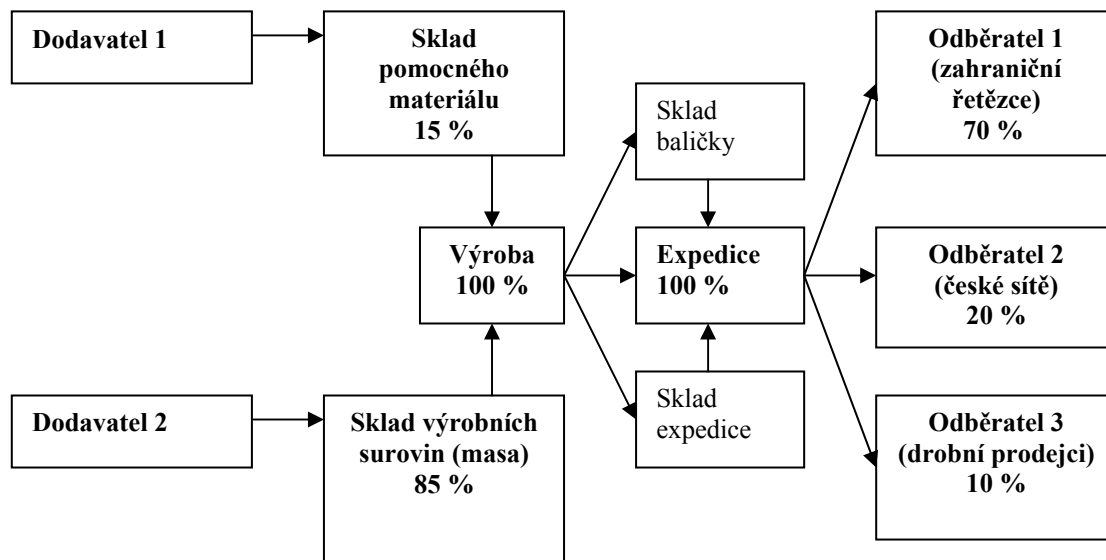 Dodavatel 1
Sklad
pomocného
materiálu
15 %
Sklad
baličky
Odběratel 1
(zahraniční
řetězce)
70 %
Výroba
100 %
Expedice
100 %
Odběratel 2
(české sítě)
20 %
Dodavatel 2
Sklad výrobních
surovin (masa)
85 %
Sklad
expedice
Odběratel 3
(drobní prodejci)
10 %